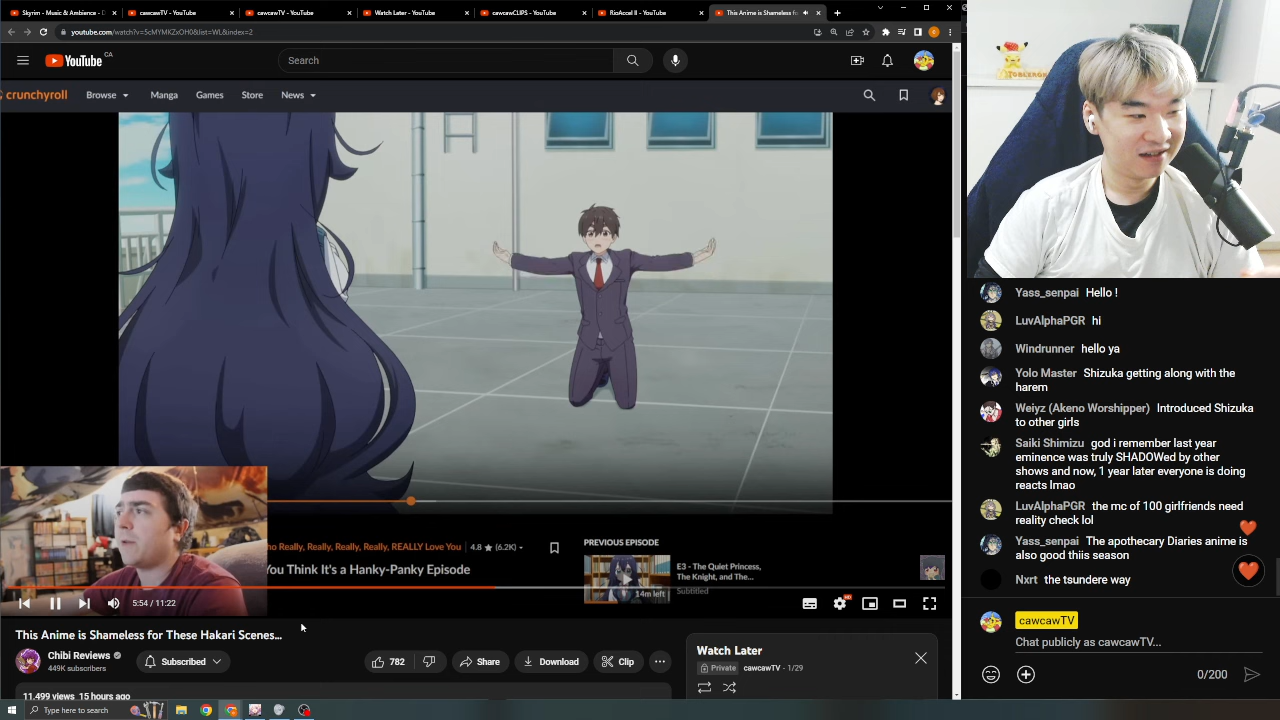 Skyrim - Music & Ambience - D
cawcawTV - YouTube
cawcawTV - YouTube
Watch Later - YouTube
cawcawCLIPS - YouTube
RioAccel II - YouTube
This Anime is Shameless fo
youtube.com/watch?v=5cMYMKZxOH0&list=WL&index=2
YouTube CA
Search
crunchyroll
Browse
Manga
Games
Store
News
ho Really, Really, Really, Really, REALLY Love You
4.8 ★ (6.2K)
You Think It's a Hanky-Panky Episode
PREVIOUS EPISODE
E3 - The Quiet Princess,
The Knight, and The...
Subtitled
14m left
5:54 / 11:22
HD
This Anime is Shameless for These Hakari Scenes...
Chibi Reviews
449K subscribers
Subscribed
782
Share
Download
Clip
11,499 views 15 hours ago
Watch Later
Private
cawcawTV - 1/29
Type here to search
Yass_senpai Hello !
LuvAlphaPGR hi
Windrunner hello ya
Yolo Master Shizuka getting along with the
harem
Weiyz (Akeno Worshipper) Introduced Shizuka
to other girls
Saiki Shimizu god i remember last year
eminence was truly SHADOWed by other
shows and now, 1 year later everyone is doing
reacts lmao
LuvAlphaPGR the mc of 100 girlfriends need
reality check lol
Yass_senpai The apothecary Diaries anime is
also good thiis season
Nxrt the tsundere way
cawcawTV
Chat publicly as cawcawTV...
0/200